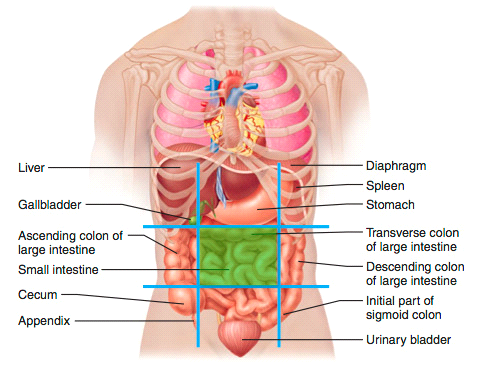 Liver
Gallbladder
Ascending colon of
large intestine
Small intestine
Cecum
Appendix
Diaphragm
Spleen
Stomach
Transverse colon
of large intestine
Descending colon
of large intestine
Initial part of
sigmoid colon
Urinary bladder